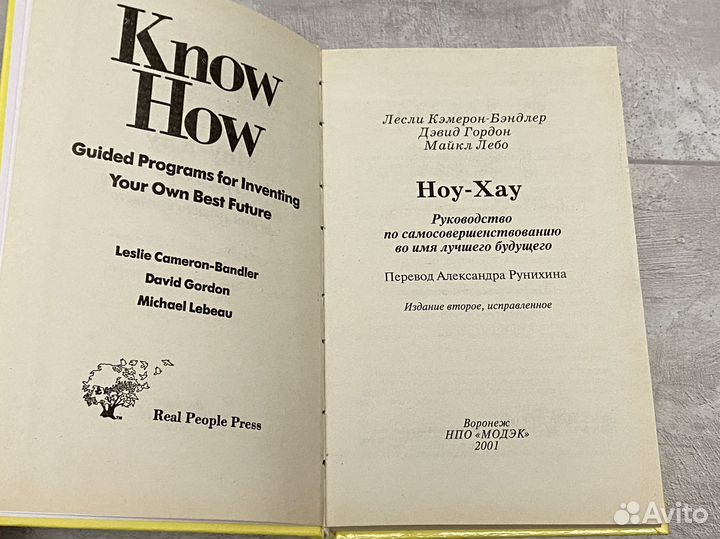 Know
How
Guided Programs for Inventing
Your Own Best Future
Leslie Cameron-Bandler
David Gordon
Michael Lebeau
TM
Real People Press
Лесли Кэмерон-Бэндлер
Дэвид Гордон
Майкл Лебо
Ноу-Хау
Руководство
по самосовершенствованию
во имя лучшего будущего
Перевод Александра Рунихина
Издание второе, исправленное
Воронеж
НПО «МОДЭК»
2001
Avito